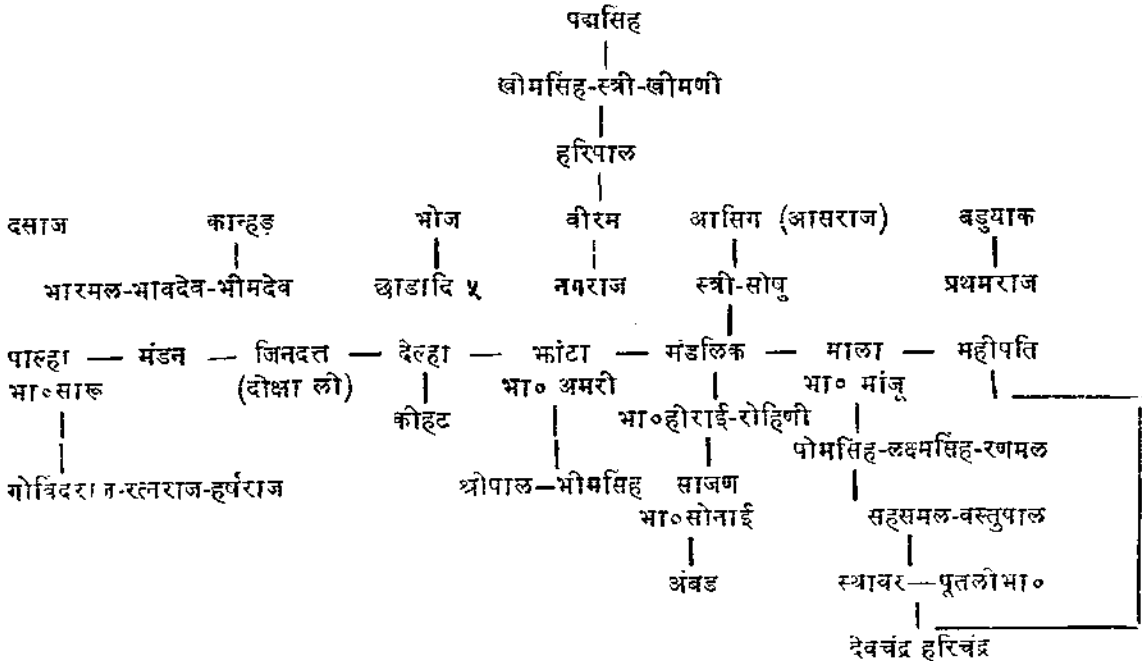 पद्मसिंह
खीमसिंह-स्त्री-खीमणी
हरिपाल
दसाज कान्हड़ भोज वीरम आसिग (आसराज) बडुयाक
भारमल-भावदेव-भीमदेव छाडादि ५ नगराज स्त्री-सोषु प्रथमराज
पाल्हा — मंडन — जिनदत्त — देल्हा — झांटा — मंडलिक — माला — महीपति
भा०सारू (दीक्षा ली) भा० अमरी भा० मांजू
कीहट भा०हीराई-रोहिणी पोमसिंह-लक्ष्मसिंह-रणमल
गोविंदराज-रत्नराज-हर्षराज श्रीपाल—भीमसिंह साजण
भा०सोनाई सहसमल-वस्तुपाल
अंबड स्थावर—पूतलीभा०
देवचंद्र हरिचंद्र